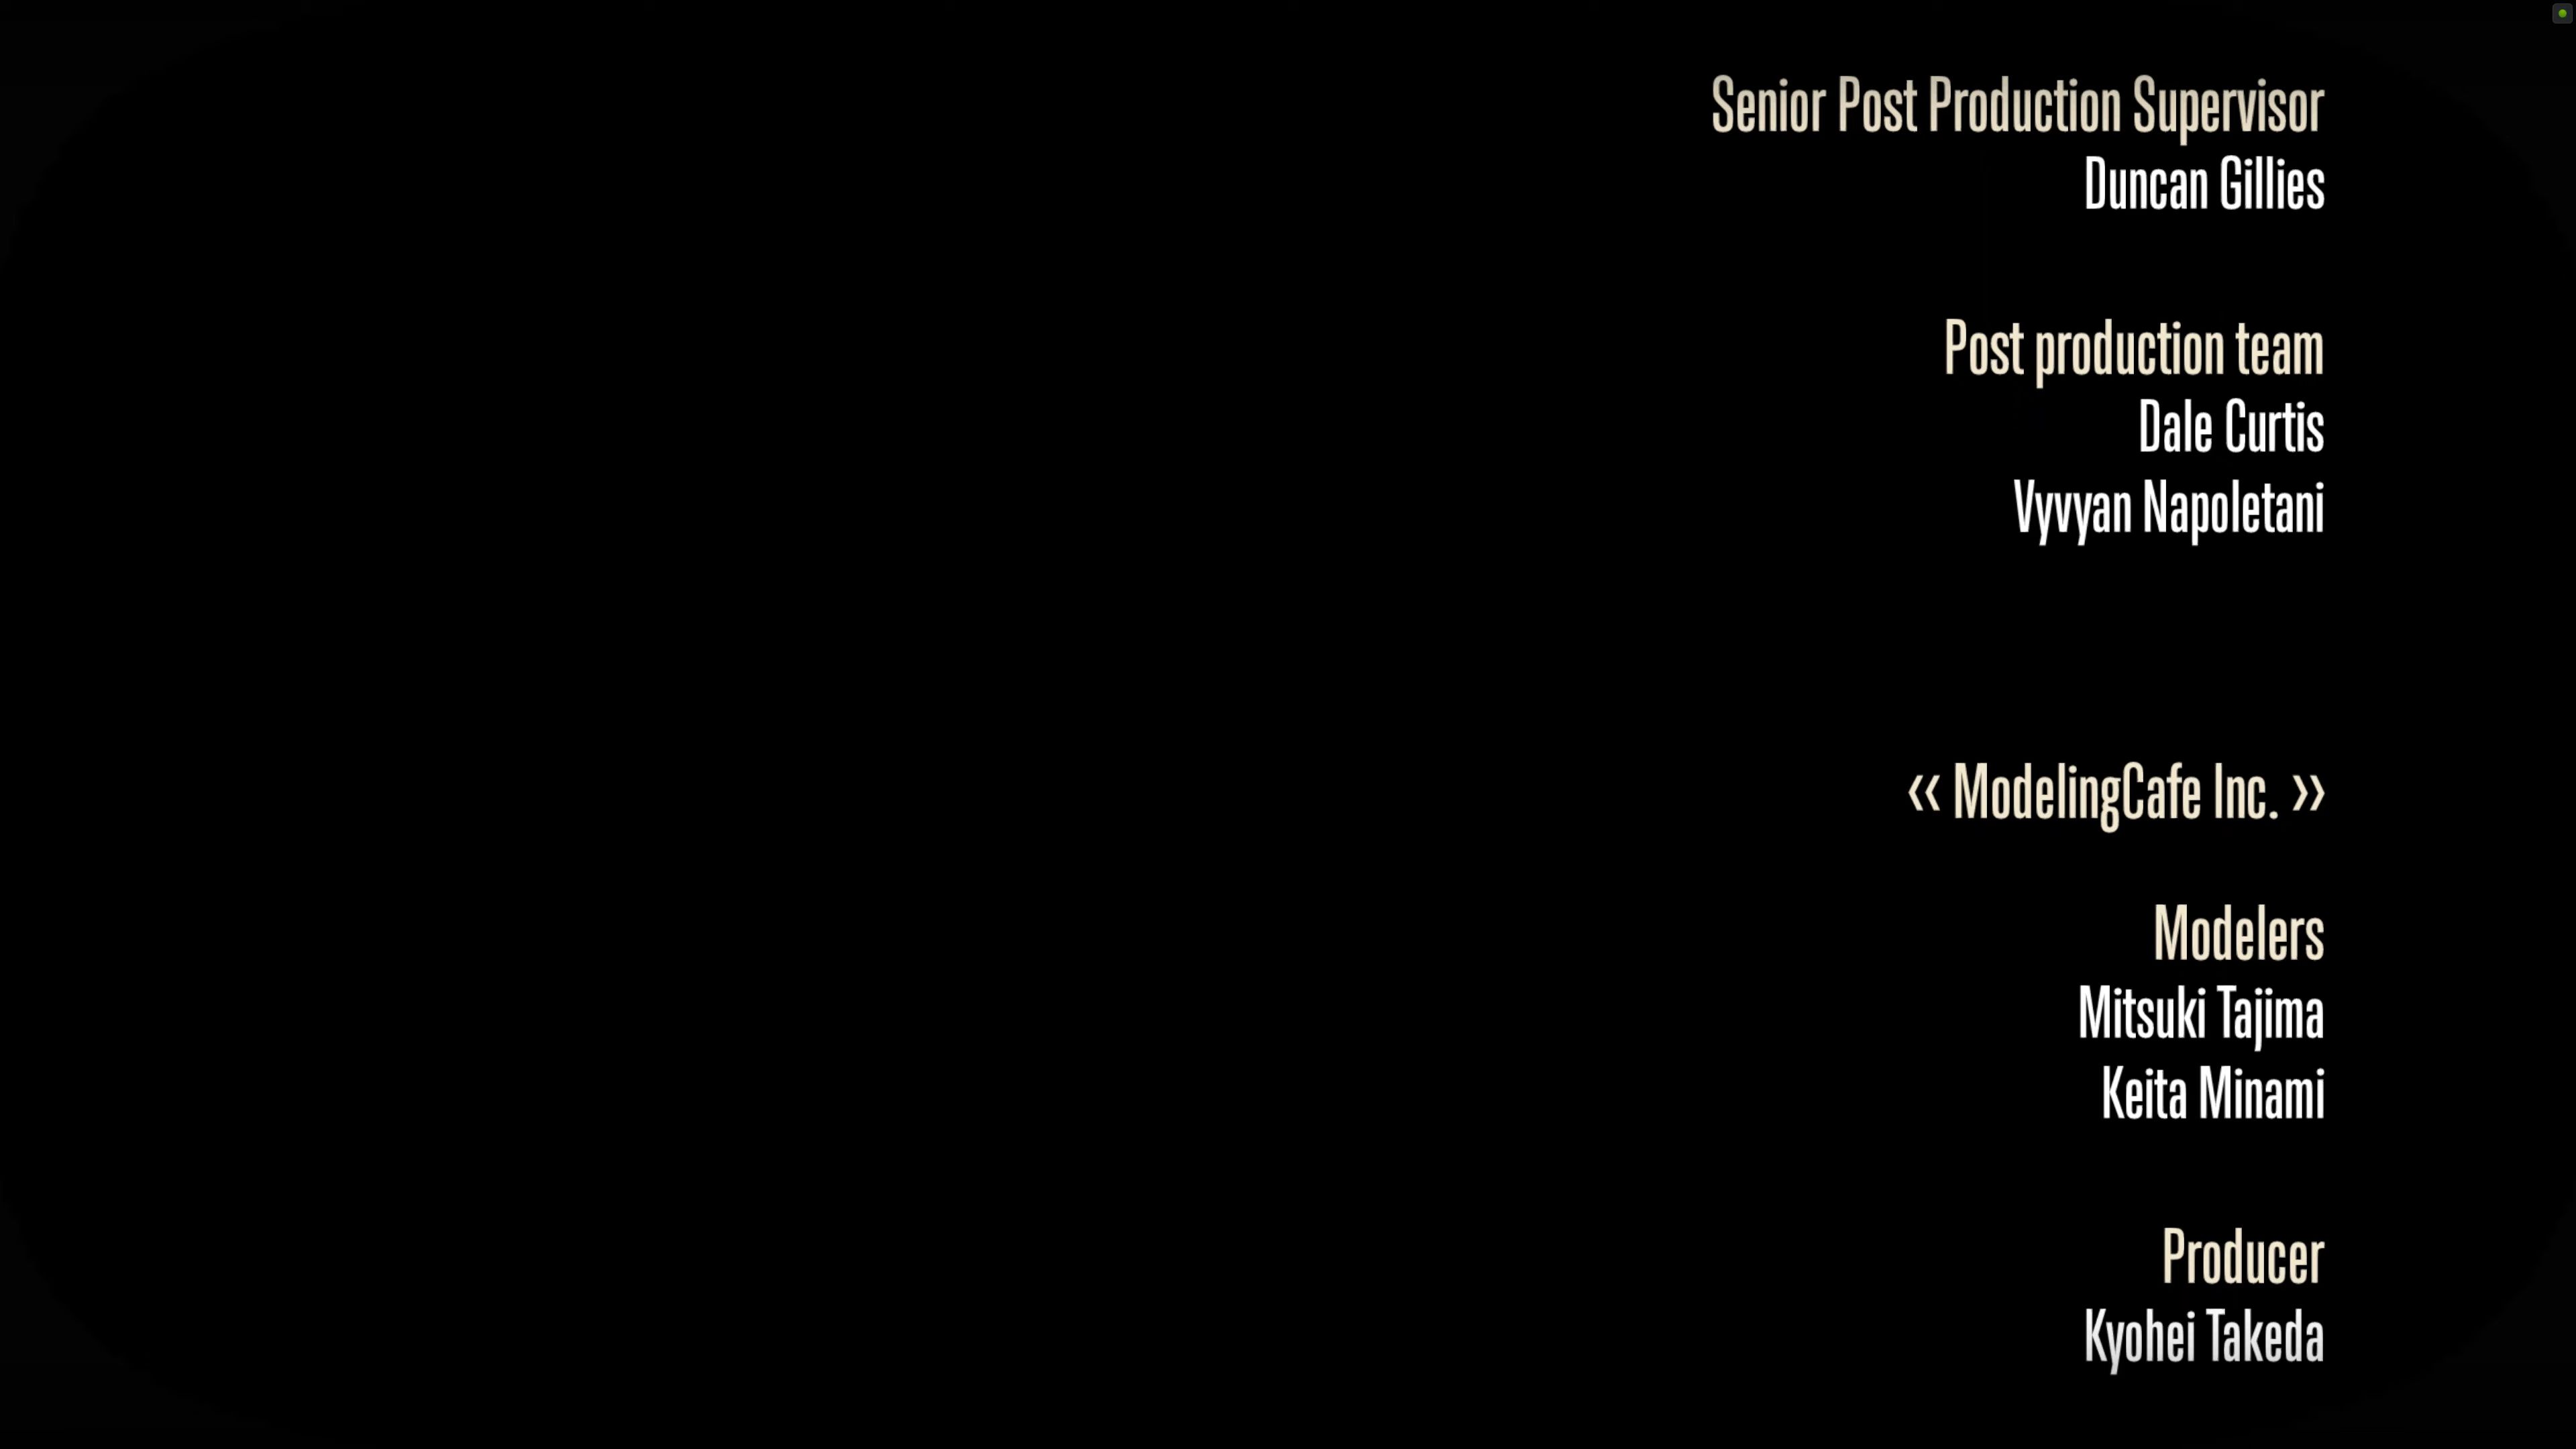 Senior Post Production Supervisor
Duncan Gillies
Post production team
Dale Curtis
Vyvyan Napoletani
« ModelingCafe Inc. »
Modelers
Mitsuki Tajima
Keita Minami
Producer
Kyohei Takeda